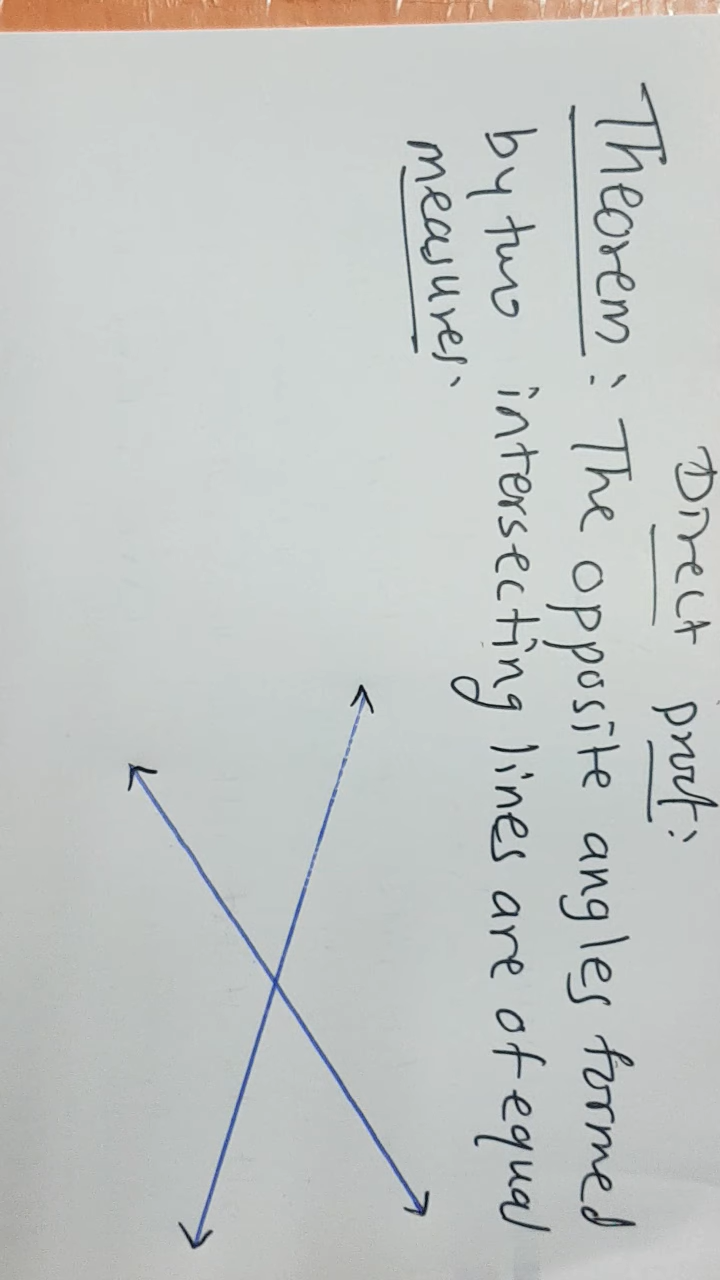 Direct proof:
Theorem: The opposite angles formed
by two intersecting lines are of equal
measures.